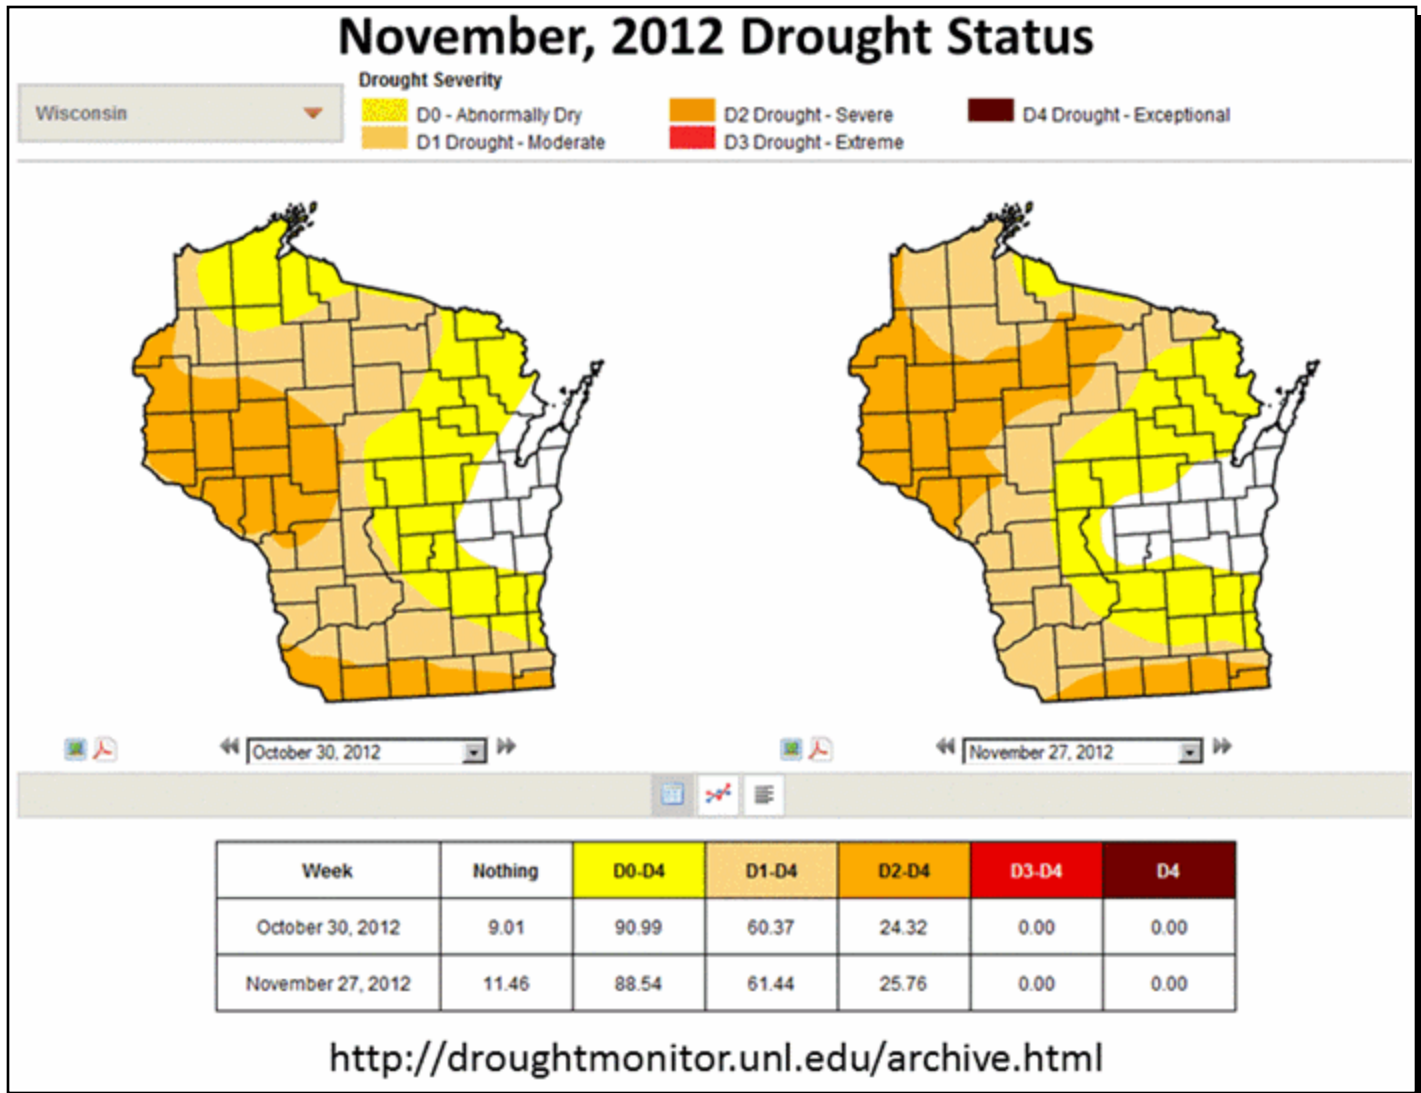 November, 2012 Drought Status
Drought Severity
Wisconsin
D0 - Abnormally Dry
D2 Drought - Severe
D4 Drought - Exceptional
D1 Drought - Moderate
D3 Drought - Extreme
October 30, 2012
November 27, 2012
Week Nothing D0-D4 D1-D4 D2-D4 D3-D4 D4
October 30, 2012 9.01 90.99 60.37 24.32 0.00 0.00
November 27, 2012 11.46 88.54 61.44 25.76 0.00 0.00
http://droughtmonitor.unl.edu/archive.html